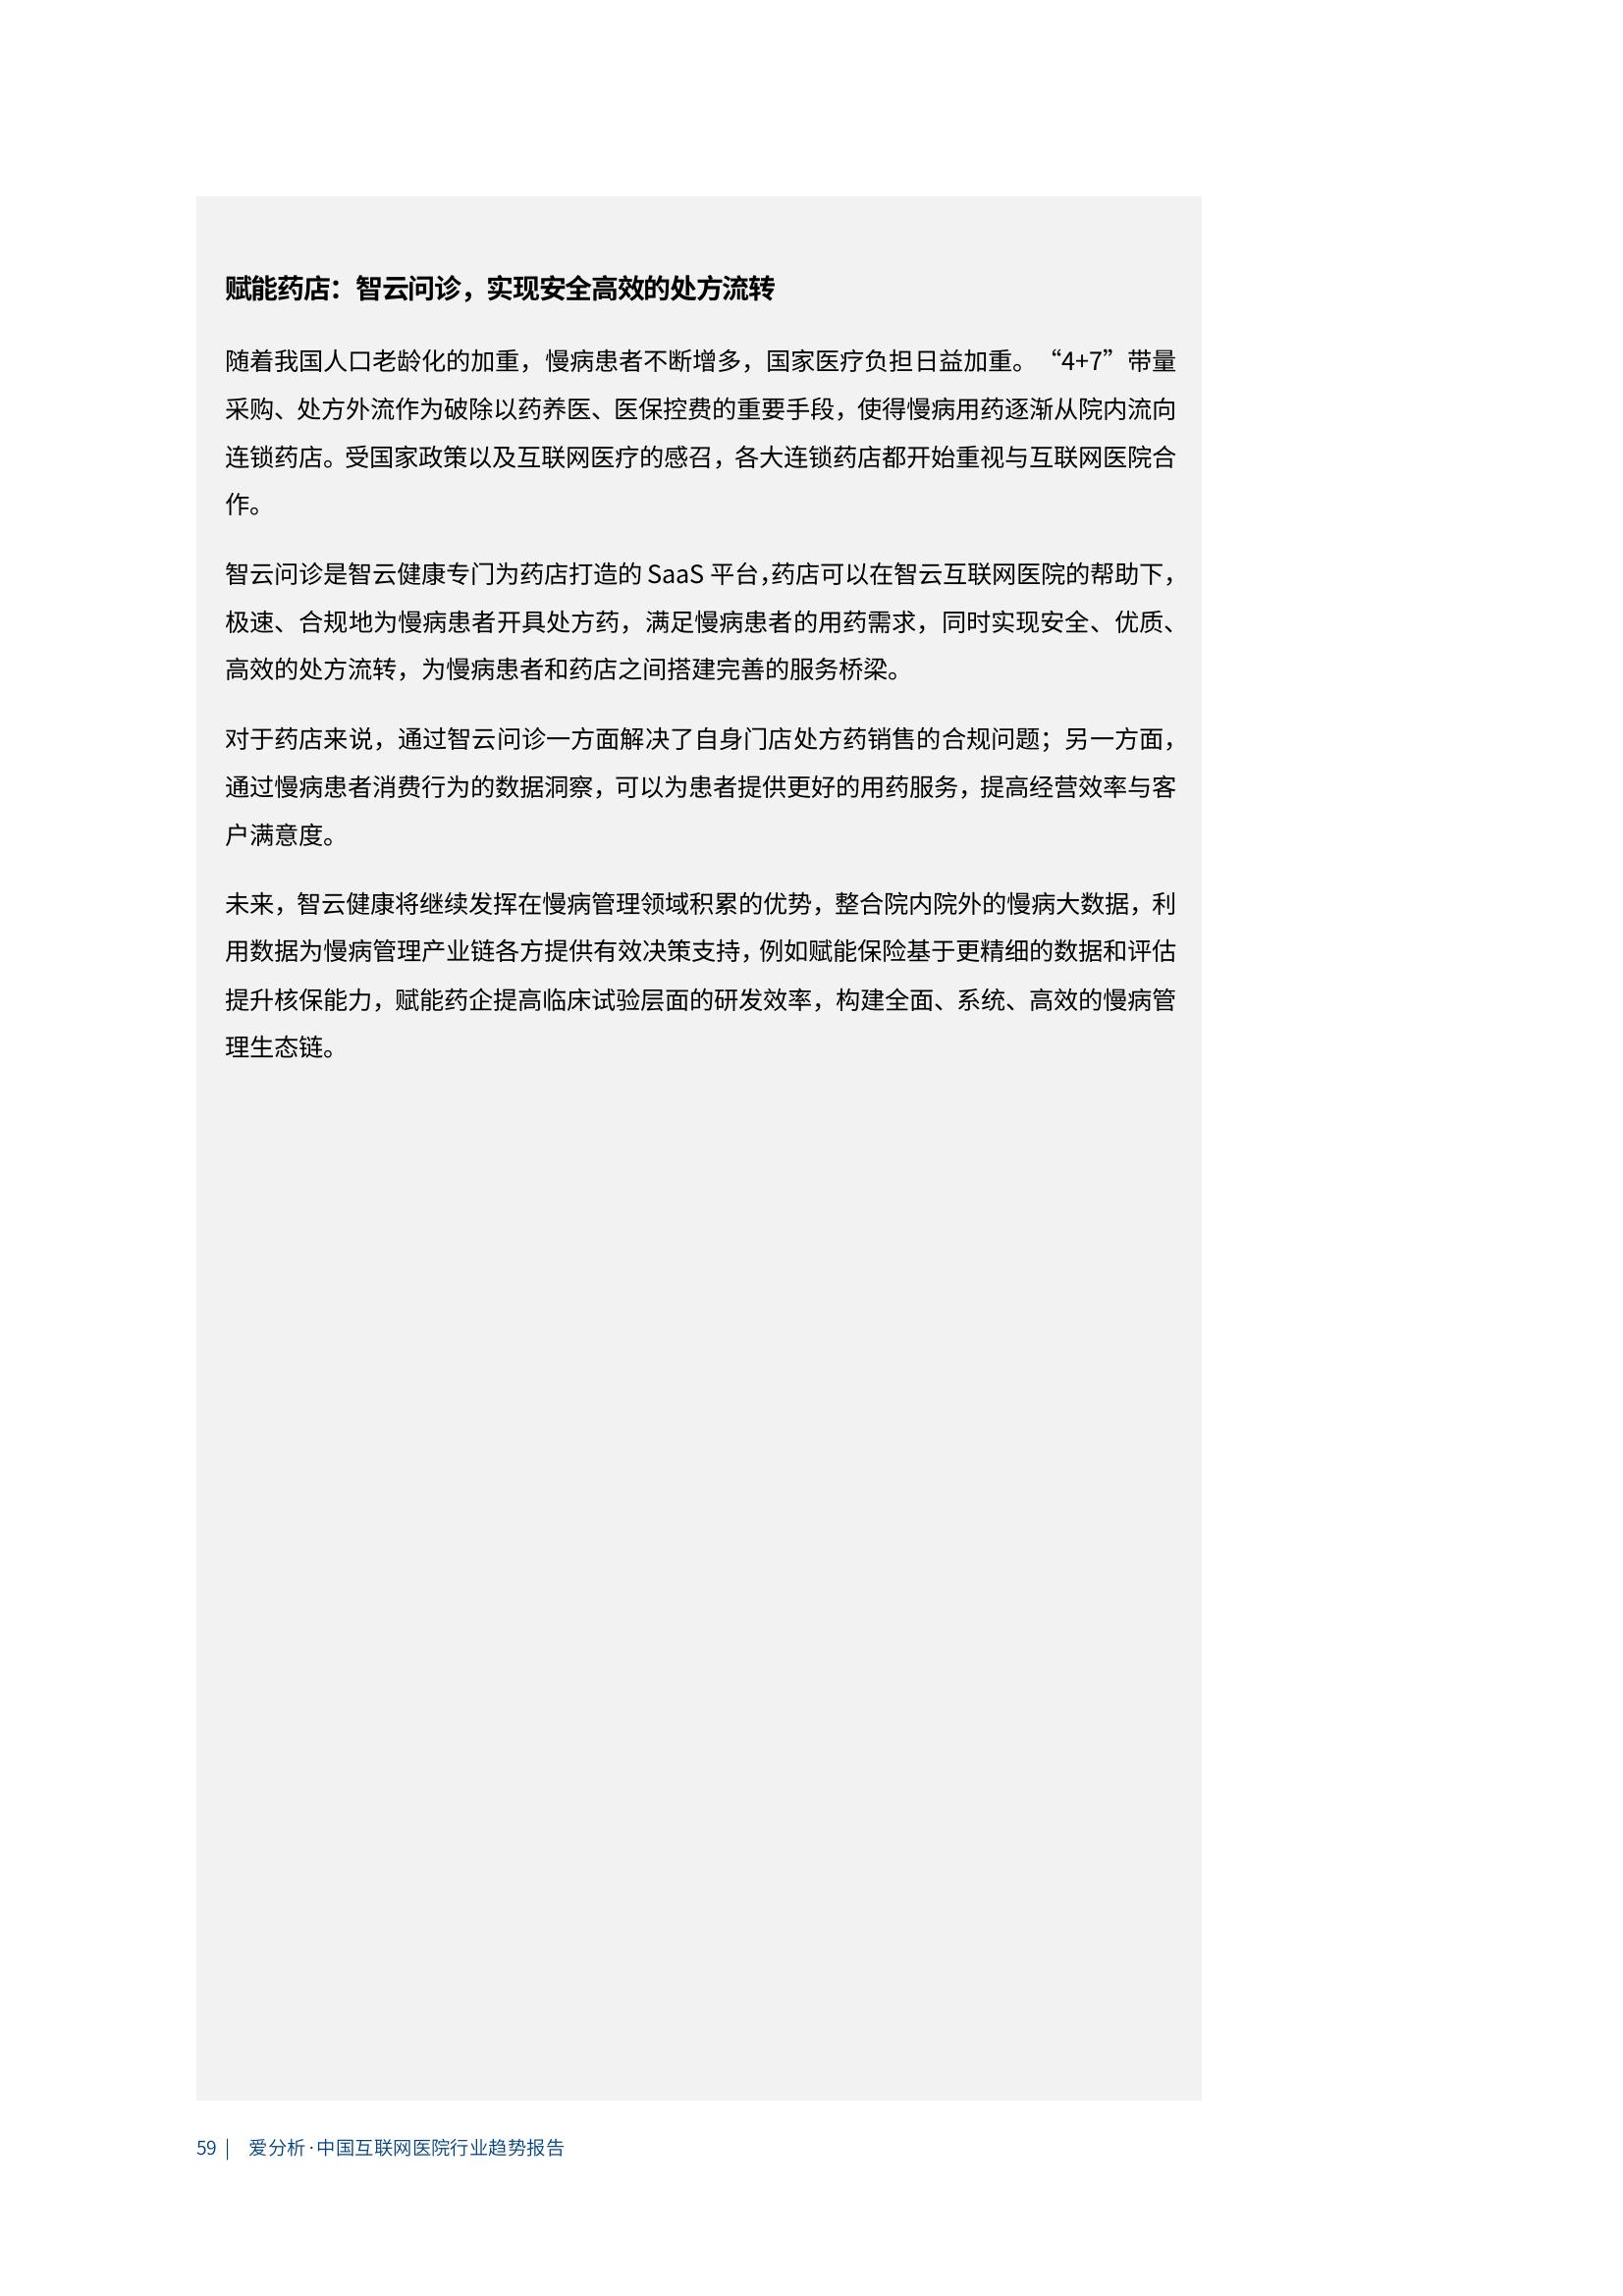 赋能药店：智云问诊，实现安全高效的处方流转
随着我国人口老龄化的加重，慢病患者不断增多，国家医疗负担日益加重。“4+7”带量
采购、处方外流作为破除以药养医、医保控费的重要手段，使得慢病用药逐渐从院内流向
连锁药店。受国家政策以及互联网医疗的感召，各大连锁药店都开始重视与互联网医院合
作。
智云问诊是智云健康专门为药店打造的 SaaS 平台，药店可以在智云互联网医院的帮助下，
极速、合规地为慢病患者开具处方药，满足慢病患者的用药需求，同时实现安全、优质、
高效的处方流转，为慢病患者和药店之间搭建完善的服务桥梁。
对于药店来说，通过智云问诊一方面解决了自身门店处方药销售的合规问题；另一方面，
通过慢病患者消费行为的数据洞察，可以为患者提供更好的用药服务，提高经营效率与客
户满意度。
未来，智云健康将继续发挥在慢病管理领域积累的优势，整合院内院外的慢病大数据，利
用数据为慢病管理产业链各方提供有效决策支持，例如赋能保险基于更精细的数据和评估
提升核保能力，赋能药企提高临床试验层面的研发效率，构建全面、系统、高效的慢病管
理生态链。
59 | 爱分析·中国互联网医院行业趋势报告